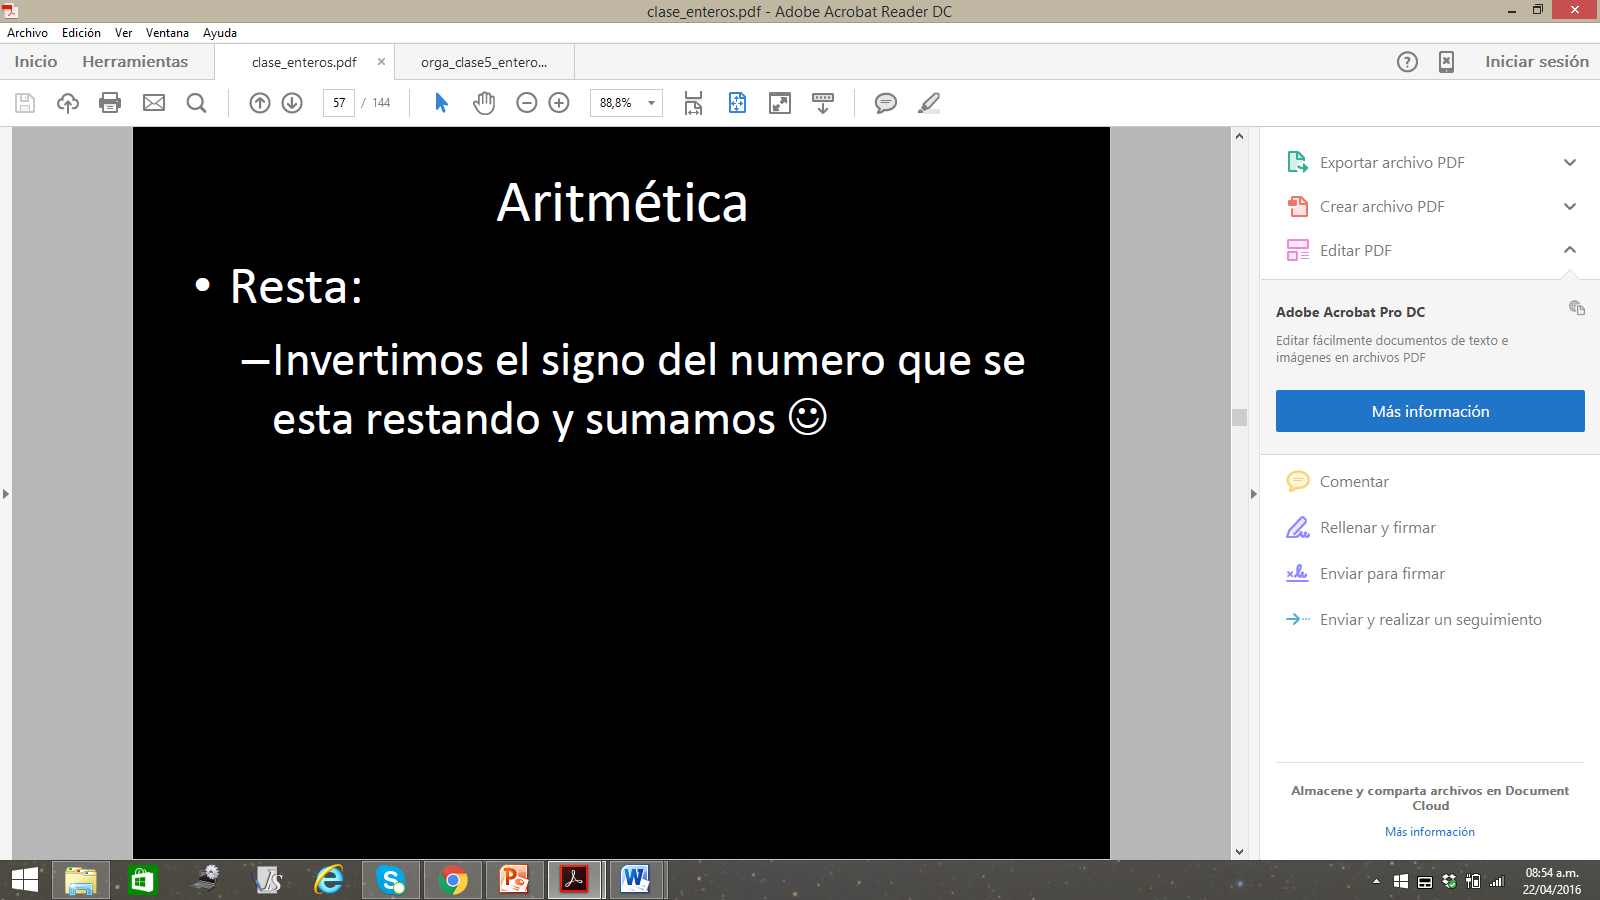 clase_enteros.pdf - Adobe Acrobat Reader DC
Archivo Edición Ver Ventana Ayuda
Inicio Herramientas clase_enteros.pdf × orga_clase5_entero... Iniciar sesión
57 / 144 88,8%
Aritmética
• Resta:
–Invertimos el signo del numero que se
esta restando y sumamos ☺
Exportar archivo PDF
Crear archivo PDF
Editar PDF
Adobe Acrobat Pro DC
Editar fácilmente documentos de texto e
imágenes en archivos PDF
Más información
Comentar
Rellenar y firmar
Enviar para firmar
Enviar y realizar un seguimiento
Almacene y comparta archivos en Document
Cloud
Más información
08:54 a.m.
22/04/2016